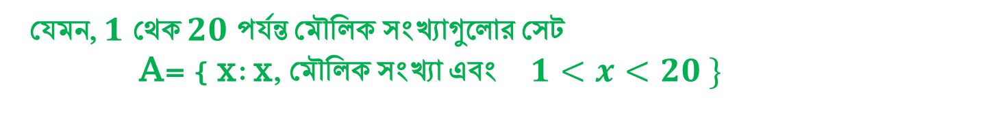 যেমন, 1 থেক 20 পর্যন্ত মৌলিক সংখ্যাগুলোর সেট
A= { x: x, মৌলিক সংখ্যা এবং 1 < x < 20 }